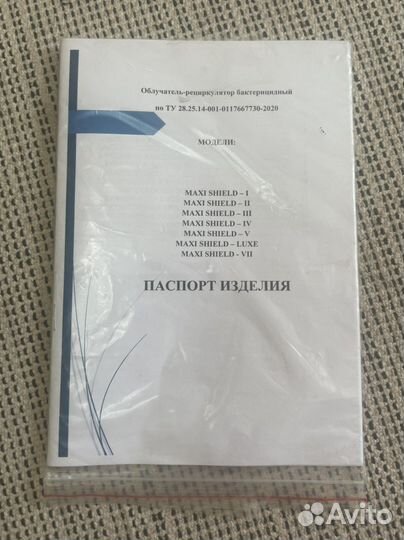 Облучатель-рециркулятор бактерицидный
по ТУ 28.25.14-001-0117667730-2020
МОДЕЛИ:
MAXI SHIELD – I
MAXI SHIELD – II
MAXI SHIELD – III
MAXI SHIELD – IV
MAXI SHIELD – V
MAXI SHIELD – LUXE
MAXI SHIELD - VII
ПАСПОРТ ИЗДЕЛИЯ
Avito